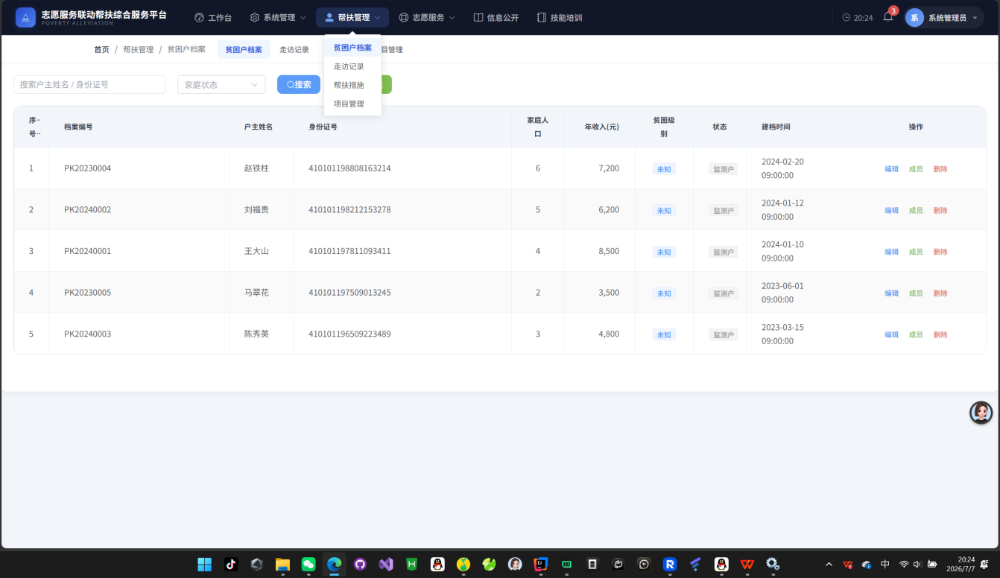 志愿服务联动帮扶综合服务平台
POVERTY ALLEVIATION
工作台 系统管理 帮扶管理 志愿服务 信息公开 技能培训
20:24 3 系 系统管理员
首页 / 帮扶管理 / 贫困户档案 贫困户档案 走访记录 目管理
贫困户档案
走访记录
帮扶措施
项目管理
搜索户主姓名 / 身份证号 家庭状态 搜索
序号 档案编号 户主姓名 身份证号 家庭人口 年收入(元) 贫困级别 状态 建档时间 操作
1 PK20230004 赵铁柱 410101198808163214 6 7,200 未知 监测户 2024-02-20 09:00:00 编辑 成员 删除
2 PK20240002 刘福贵 410101198212153278 5 6,200 未知 监测户 2024-01-12 09:00:00 编辑 成员 删除
3 PK20240001 王大山 410101197811093411 4 8,500 未知 监测户 2024-01-10 09:00:00 编辑 成员 删除
4 PK20230005 马翠花 410101197509013245 2 3,500 未知 监测户 2023-06-01 09:00:00 编辑 成员 删除
5 PK20240003 陈秀英 410101196509223489 3 4,800 未知 监测户 2023-03-15 09:00:00 编辑 成员 删除
中
20:24
2026/7/7